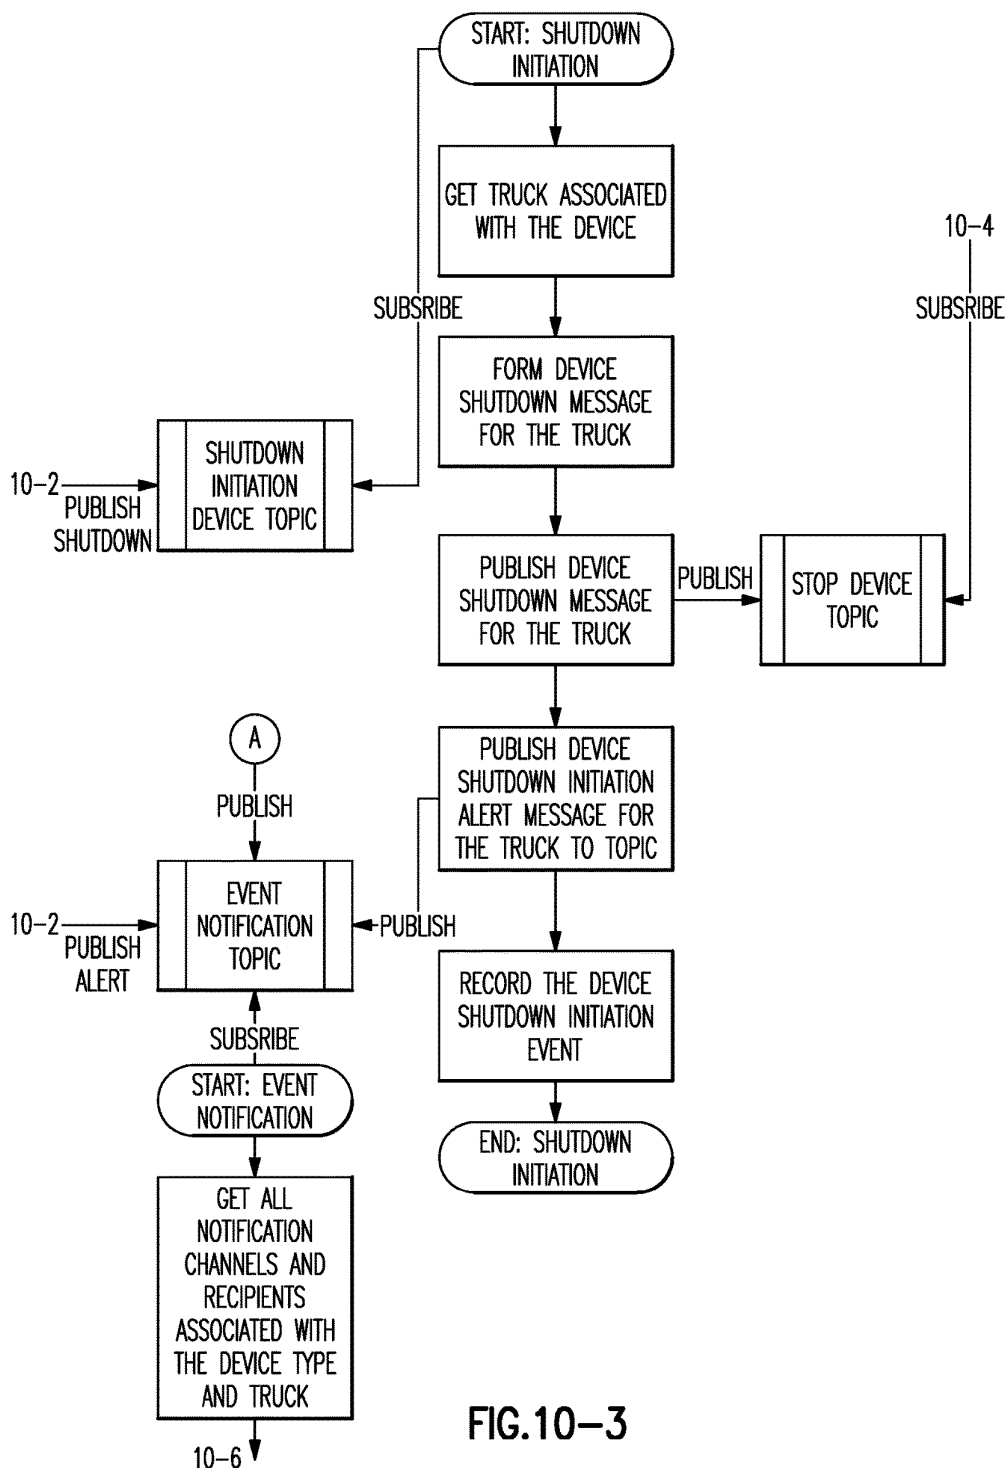 START: SHUTDOWN
INITIATION
GET TRUCK ASSOCIATED
WITH THE DEVICE
10-4
SUBSRIBE
SUBSRIBE
FORM DEVICE
SHUTDOWN MESSAGE
FOR THE TRUCK
SHUTDOWN
INITIATION
DEVICE TOPIC
10-2
PUBLISH
SHUTDOWN
PUBLISH DEVICE
SHUTDOWN MESSAGE
FOR THE TRUCK
PUBLISH
STOP DEVICE
TOPIC
A
PUBLISH
PUBLISH DEVICE
SHUTDOWN INITIATION
ALERT MESSAGE FOR
THE TRUCK TO TOPIC
EVENT
NOTIFICATION
TOPIC
10-2
PUBLISH
ALERT
PUBLISH
RECORD THE DEVICE
SHUTDOWN INITIATION
EVENT
SUBSRIBE
START: EVENT
NOTIFICATION
END: SHUTDOWN
INITIATION
GET ALL
NOTIFICATION
CHANNELS AND
RECIPIENTS
ASSOCIATED WITH
THE DEVICE TYPE
AND TRUCK
10-6
FIG.10-3